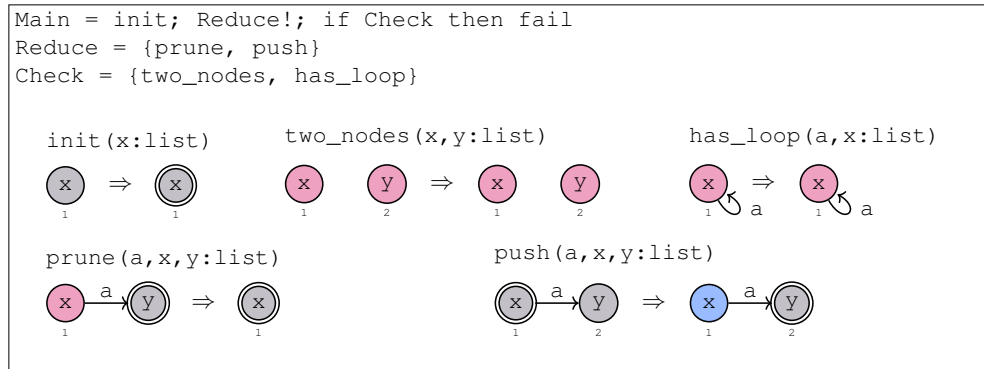 Main = init; Reduce!; if Check then fail
Reduce = {prune, push}
Check = {two_nodes, has_loop}
init(x:list)
x ⇒ x
1 1
two_nodes(x,y:list)
x y ⇒ x y
1 2 1 2
has_loop(a,x:list)
x a ⇒ x a
1 1
prune(a,x,y:list)
x a y ⇒ x
1 1
push(a,x,y:list)
x a y ⇒ x a y
1 2 1 2